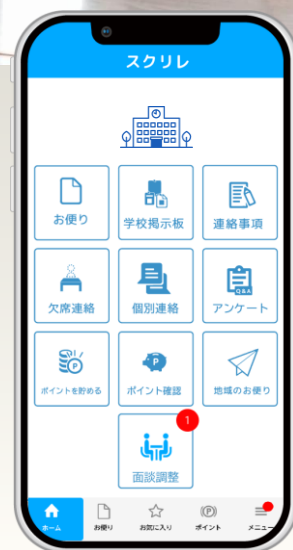 スクリレ
お便り
学校掲示板
連絡事項
欠席連絡
個別連絡
Q&A
アンケート
P
ポイントを貯める
P
ポイント確認
地域のお便り
1
面談調整
ホーム
お便り
お気に入り
P
ポイント
メニュー